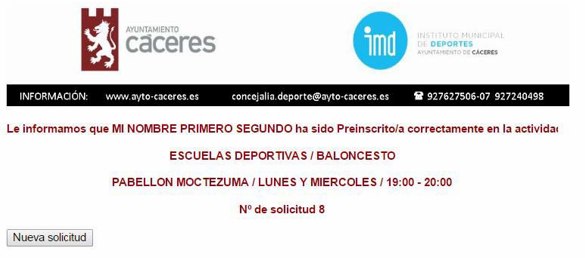 AYUNTAMIENTO
cáceres
imd
INSTITUTO MUNICIPAL
DE DEPORTES
AYUNTAMIENTO DE CÁCERES
INFORMACIÓN: www.ayto-caceres.es concejalia.deporte@ayto-caceres.es ☎ 927627506-07 927240498
Le informamos que MI NOMBRE PRIMERO SEGUNDO ha sido Preinscrito/a correctamente en la actividad
ESCUELAS DEPORTIVAS / BALONCESTO
PABELLON MOCTEZUMA / LUNES Y MIERCOLES / 19:00 - 20:00
Nº de solicitud 8
Nueva solicitud